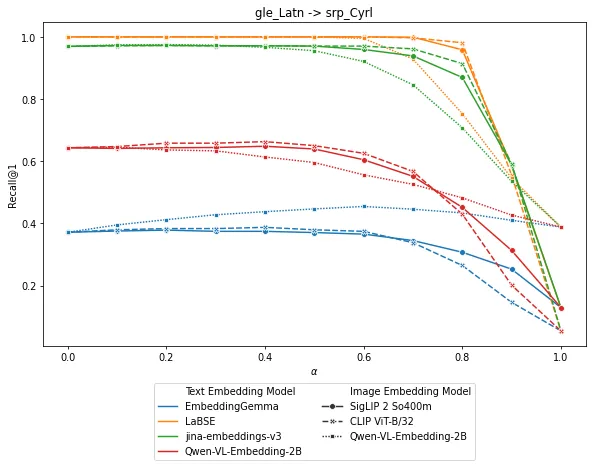 gle_Latn -> srp_Cyrl
Recall@1
1.0
0.8
0.6
0.4
0.2
0.0 0.2 0.4 0.6 0.8 1.0
α
Text Embedding Model
EmbeddingGemma
LaBSE
jina-embeddings-v3
Qwen-VL-Embedding-2B
Image Embedding Model
SigLIP 2 So400m
CLIP ViT-B/32
Qwen-VL-Embedding-2B